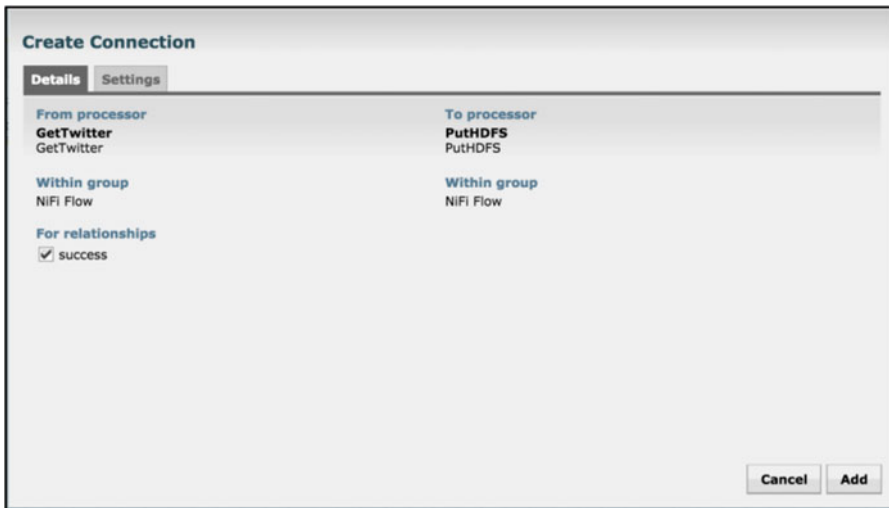 Create Connection
Details Settings
From processor
GetTwitter
GetTwitter
To processor
PutHDFS
PutHDFS
Within group
NiFi Flow
Within group
NiFi Flow
For relationships
success
Cancel Add